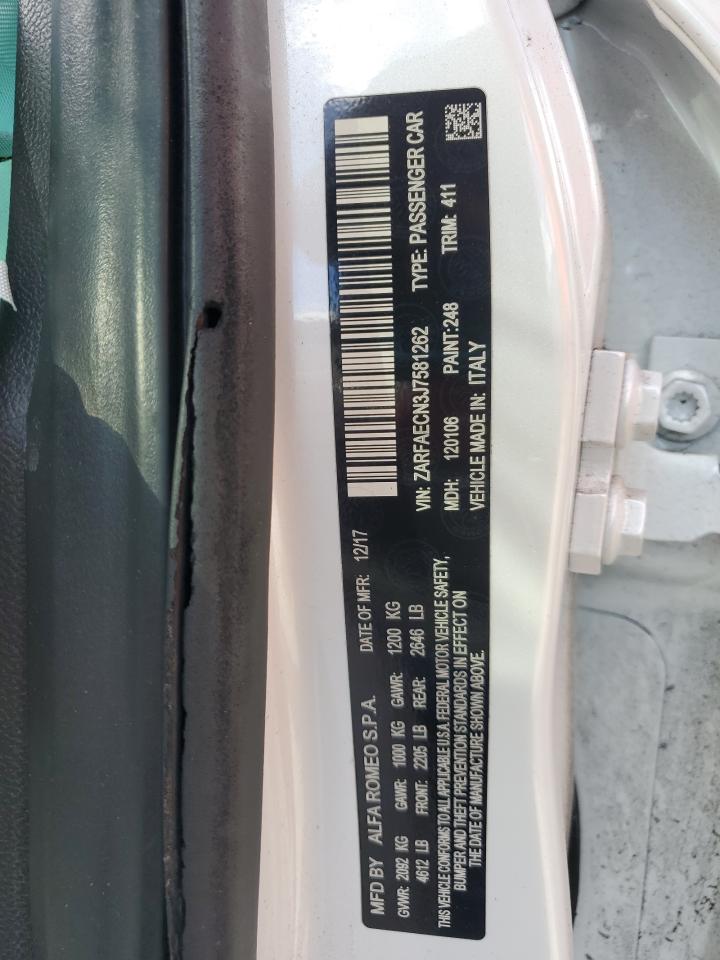 MFD BY ALFA ROMEO S.P.A. DATE OF MFR: 12/17
GVWR: 2092 KG GAWR: 1000 KG GAWR: 1200 KG
4612 LB FRONT: 2205 LB REAR: 2646 LB
THIS VEHICLE CONFORMS TO ALL APPLICABLE U.S.A. FEDERAL MOTOR VEHICLE SAFETY,
BUMPER AND THEFT PREVENTION STANDARDS IN EFFECT ON
THE DATE OF MANUFACTURE SHOWN ABOVE.
VIN: ZARFAECN3J7581262 TYPE: PASSENGER CAR
MDH: 120106 PAINT:248 TRIM: 411
VEHICLE MADE IN: ITALY